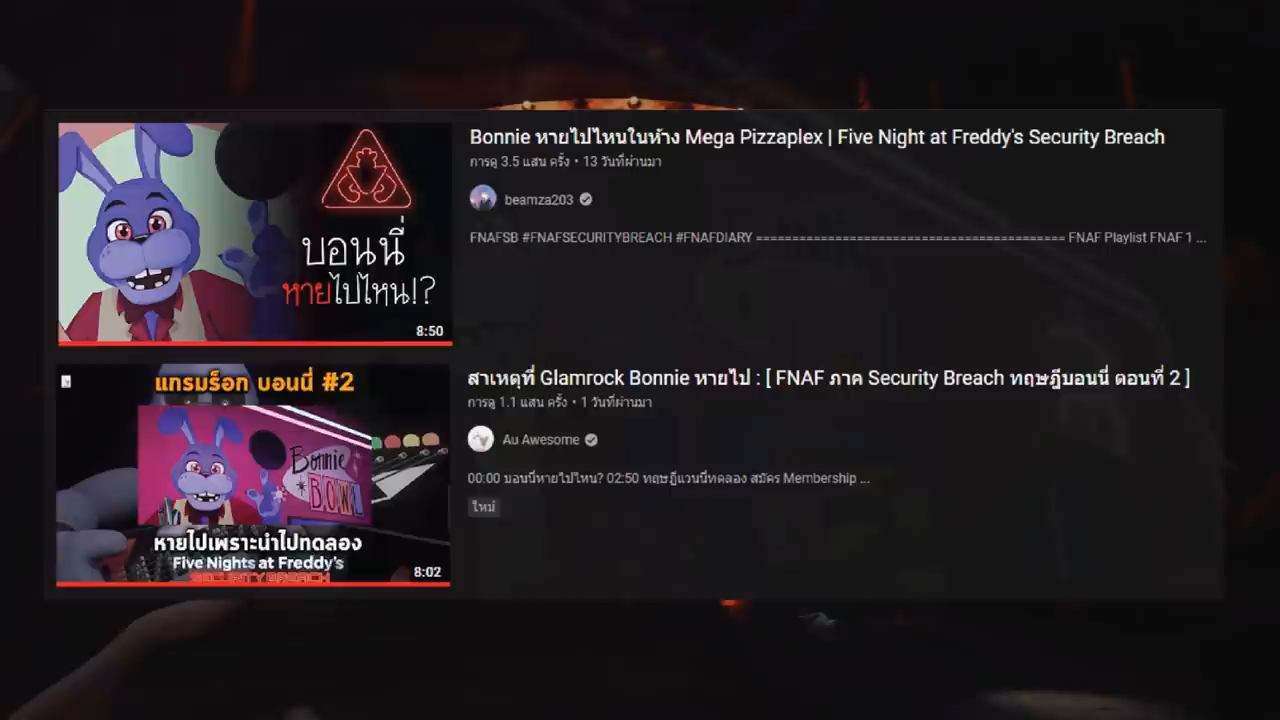 Bonnie หายไปไหนในห้าง Mega Pizzaplex | Five Night at Freddy's Security Breach
การดู 3.5 แสน ครั้ง • 13 วันที่ผ่านมา
beamza203
FNAFSB #FNAFSECURITYBREACH #FNAFDIARY =========================================== FNAF Playlist FNAF 1 ...
บอนนี่
หายไปไหน!?
8:50
สาเหตุที่ Glamrock Bonnie หายไป : [ FNAF ภาค Security Breach ทฤษฎีบอนนี่ ตอนที่ 2 ]
การดู 1.1 แสน ครั้ง • 1 วันที่ผ่านมา
Au Awesome
00:00 บอนนี่หายไปไหน? 02:50 ทฤษฎีแวนนี่ทดลอง สมัคร Membership ...
ใหม่
แกรมร็อก บอนนี่ #2
Bonnie
BOWL
หายไปเพราะนำไปทดลอง
Five Nights at Freddy's
SECURITY BREACH
8:02